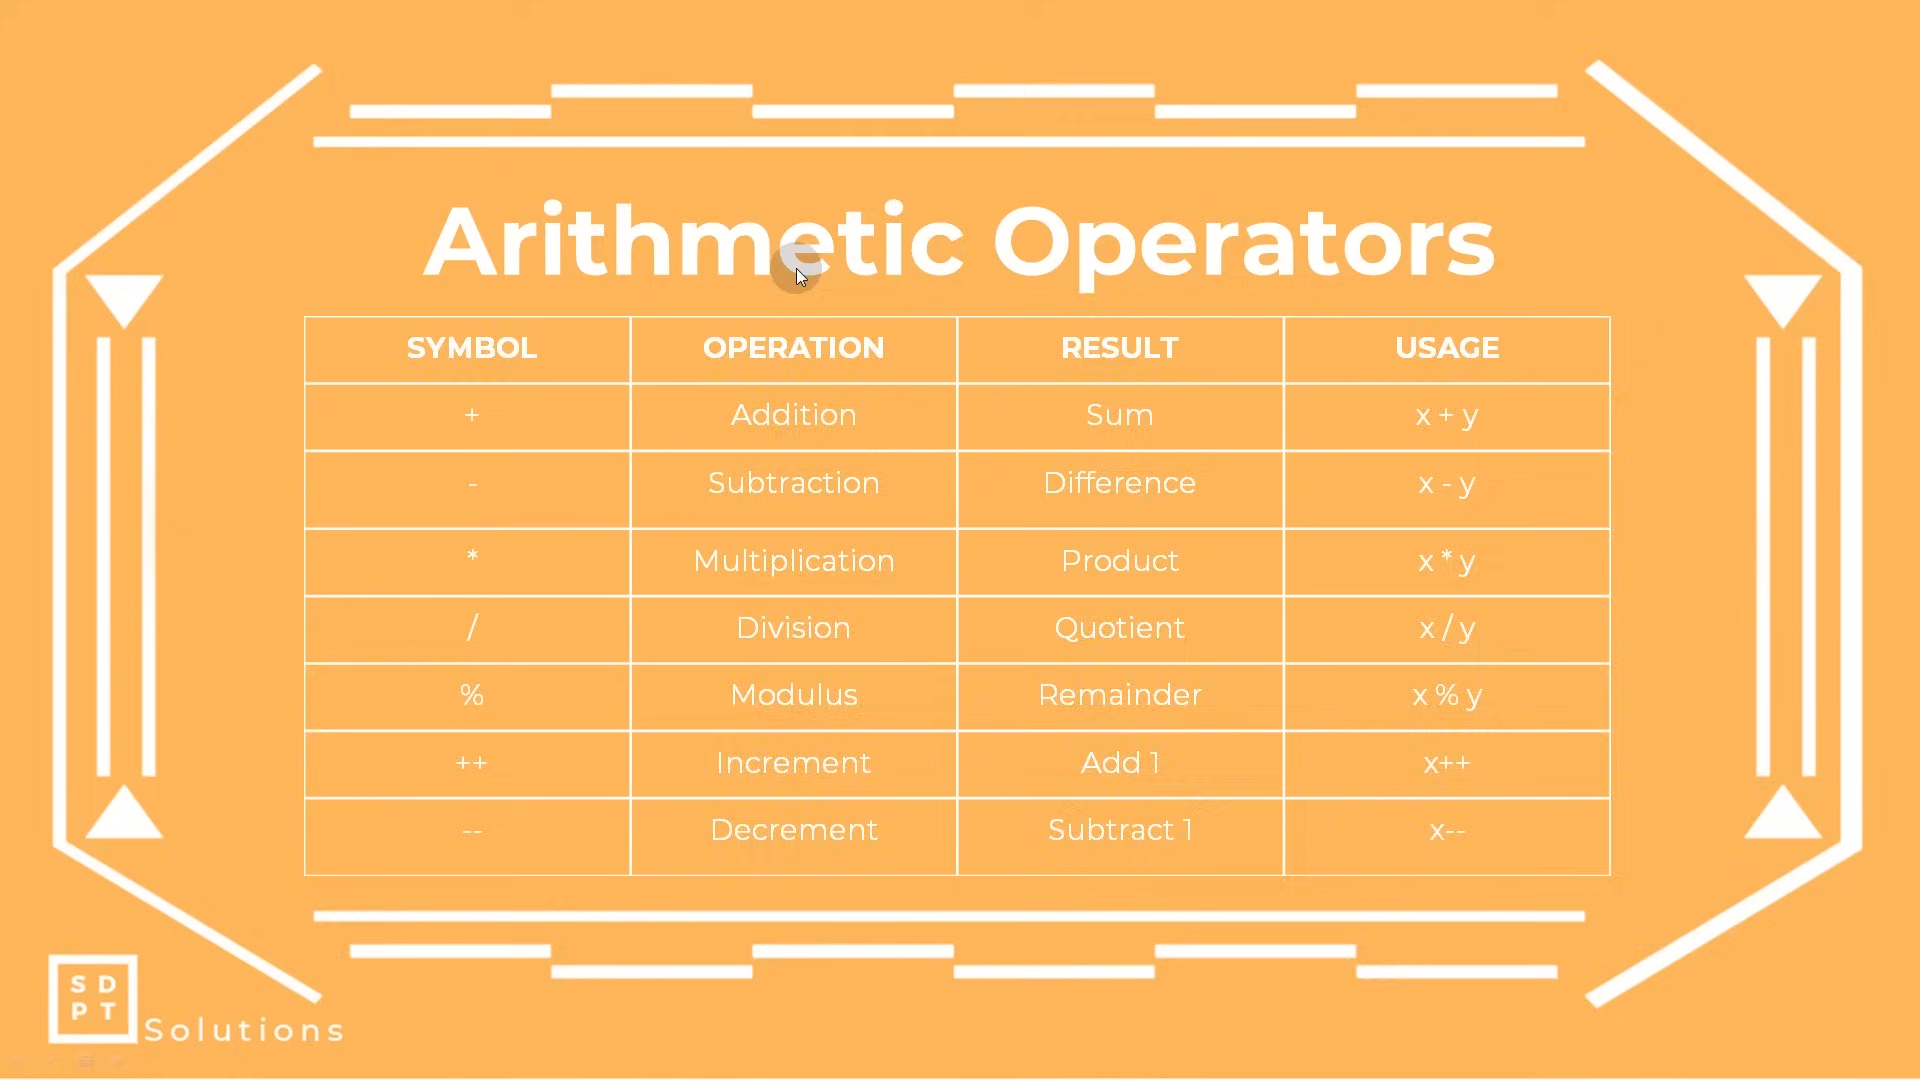 Arithmetic Operators
SYMBOL OPERATION RESULT USAGE
+ Addition Sum x + y
- Subtraction Difference x - y
* Multiplication Product x * y
/ Division Quotient x / y
% Modulus Remainder x % y
++ Increment Add 1 x++
-- Decrement Subtract 1 x--
S D
P T
Solutions